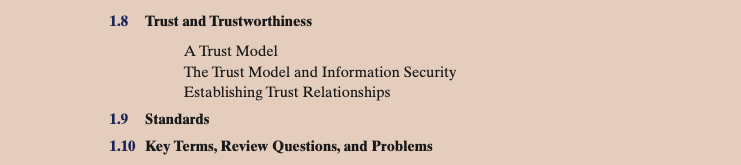 1.8 Trust and Trustworthiness
A Trust Model
The Trust Model and Information Security
Establishing Trust Relationships
1.9 Standards
1.10 Key Terms, Review Questions, and Problems